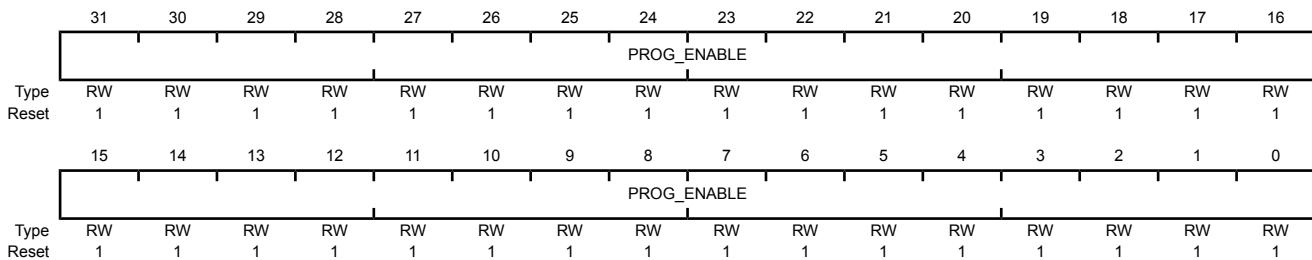 31 30 29 28 27 26 25 24 23 22 21 20 19 18 17 16
PROG_ENABLE
Type RW RW RW RW RW RW RW RW RW RW RW RW RW RW RW RW
Reset 1 1 1 1 1 1 1 1 1 1 1 1 1 1 1 1
15 14 13 12 11 10 9 8 7 6 5 4 3 2 1 0
PROG_ENABLE
Type RW RW RW RW RW RW RW RW RW RW RW RW RW RW RW RW
Reset 1 1 1 1 1 1 1 1 1 1 1 1 1 1 1 1